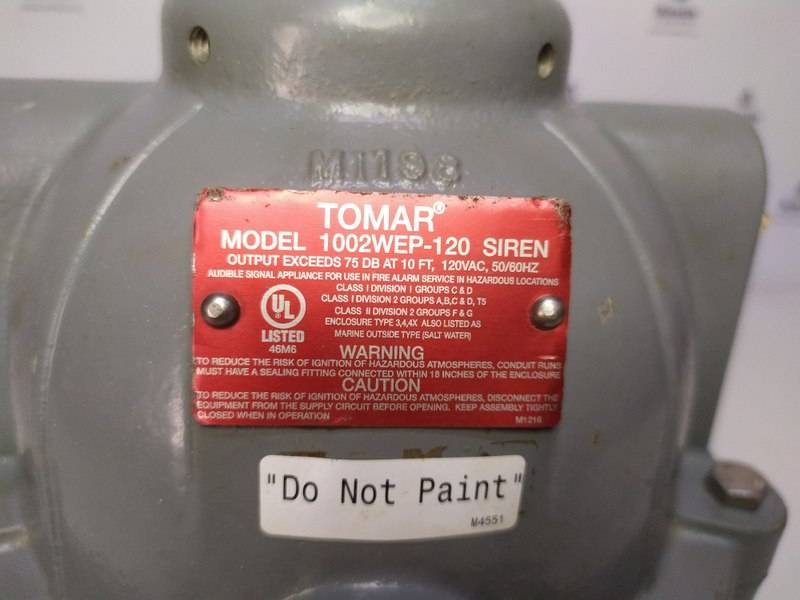 M1198
TOMAR®
MODEL 1002WEP-120 SIREN
OUTPUT EXCEEDS 75 DB AT 10 FT, 120VAC, 50/60HZ
AUDIBLE SIGNAL APPLIANCE FOR USE IN FIRE ALARM SERVICE IN HAZARDOUS LOCATIONS
CLASS I DIVISION I GROUPS C & D
CLASS I DIVISION 2 GROUPS A,B,C & D, T5
CLASS II DIVISION 2 GROUPS F & G
ENCLOSURE TYPE 3,4,4X ALSO LISTED AS
MARINE OUTSIDE TYPE (SALT WATER)
UL
LISTED
46M6
WARNING
TO REDUCE THE RISK OF IGNITION OF HAZARDOUS ATMOSPHERES, CONDUIT RUNS
MUST HAVE A SEALING FITTING CONNECTED WITHIN 18 INCHES OF THE ENCLOSURE
CAUTION
TO REDUCE THE RISK OF IGNITION OF HAZARDOUS ATMOSPHERES, DISCONNECT THE
EQUIPMENT FROM THE SUPPLY CIRCUIT BEFORE OPENING. KEEP ASSEMBLY TIGHTLY
CLOSED WHEN IN OPERATION
M1216
"Do Not Paint"
M4551